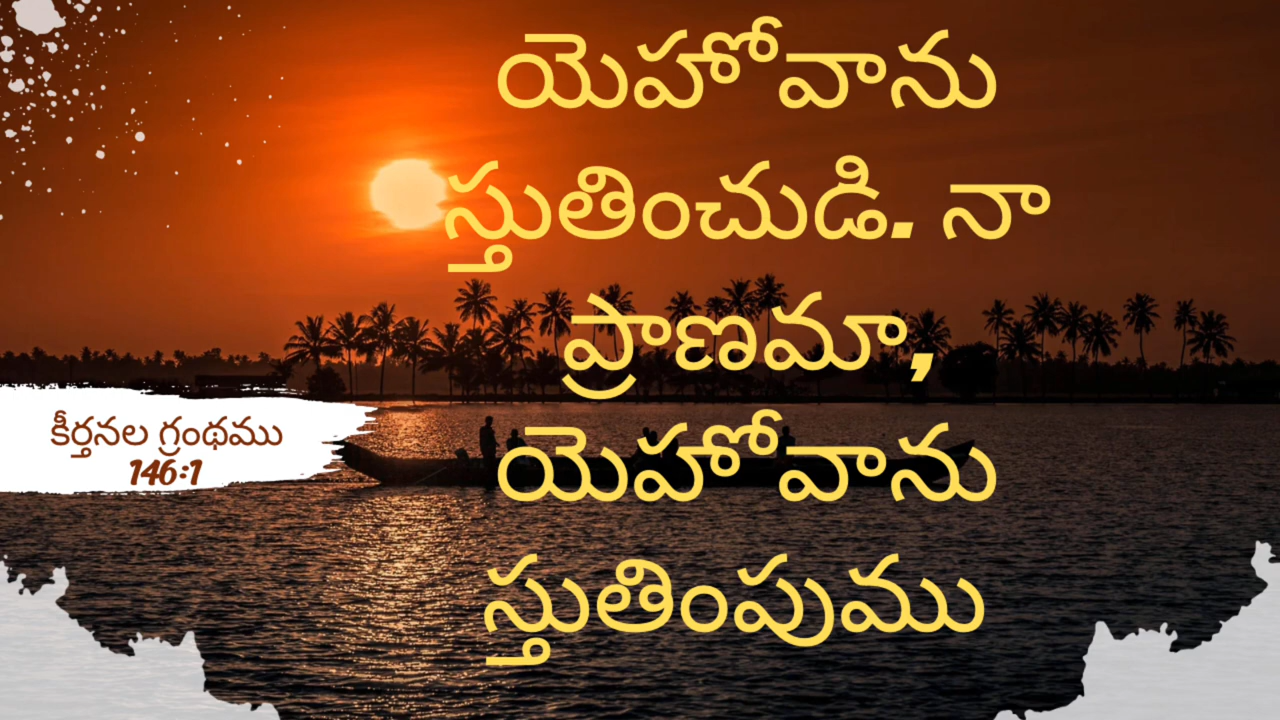 యెహోవాను
స్తుతించుడి. నా
ప్రాణమా,
యెహోవాను
స్తుతింపుము
కీర్తనల గ్రంథము
146:1